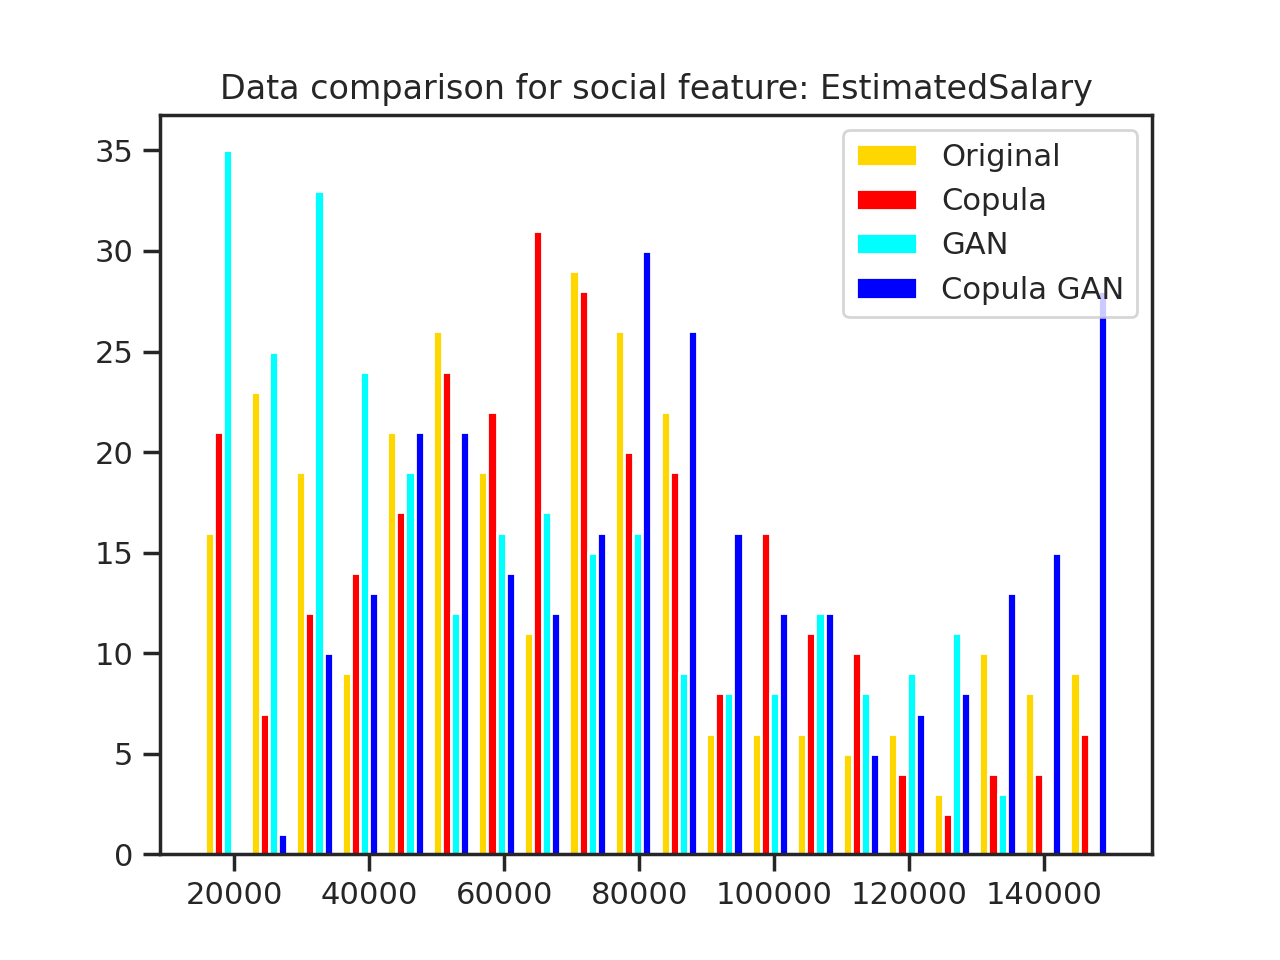 Data comparison for social feature: EstimatedSalary
35
30
25
20
15
10
5
0
Original
Copula
GAN
Copula GAN
20000 40000 60000 80000 100000 120000 140000